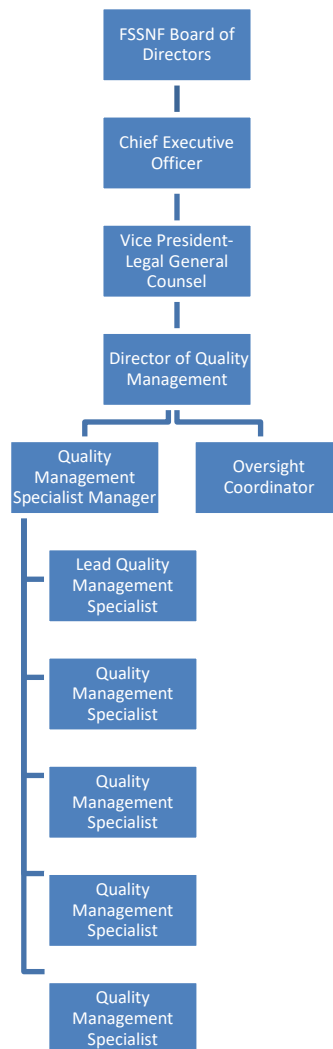 FSSNF Board of
Directors
Chief Executive
Officer
Vice President-
Legal General
Counsel
Director of Quality
Management
Quality
Management
Specialist Manager
Oversight
Coordinator
Lead Quality
Management
Specialist
Quality
Management
Specialist
Quality
Management
Specialist
Quality
Management
Specialist
Quality
Management
Specialist